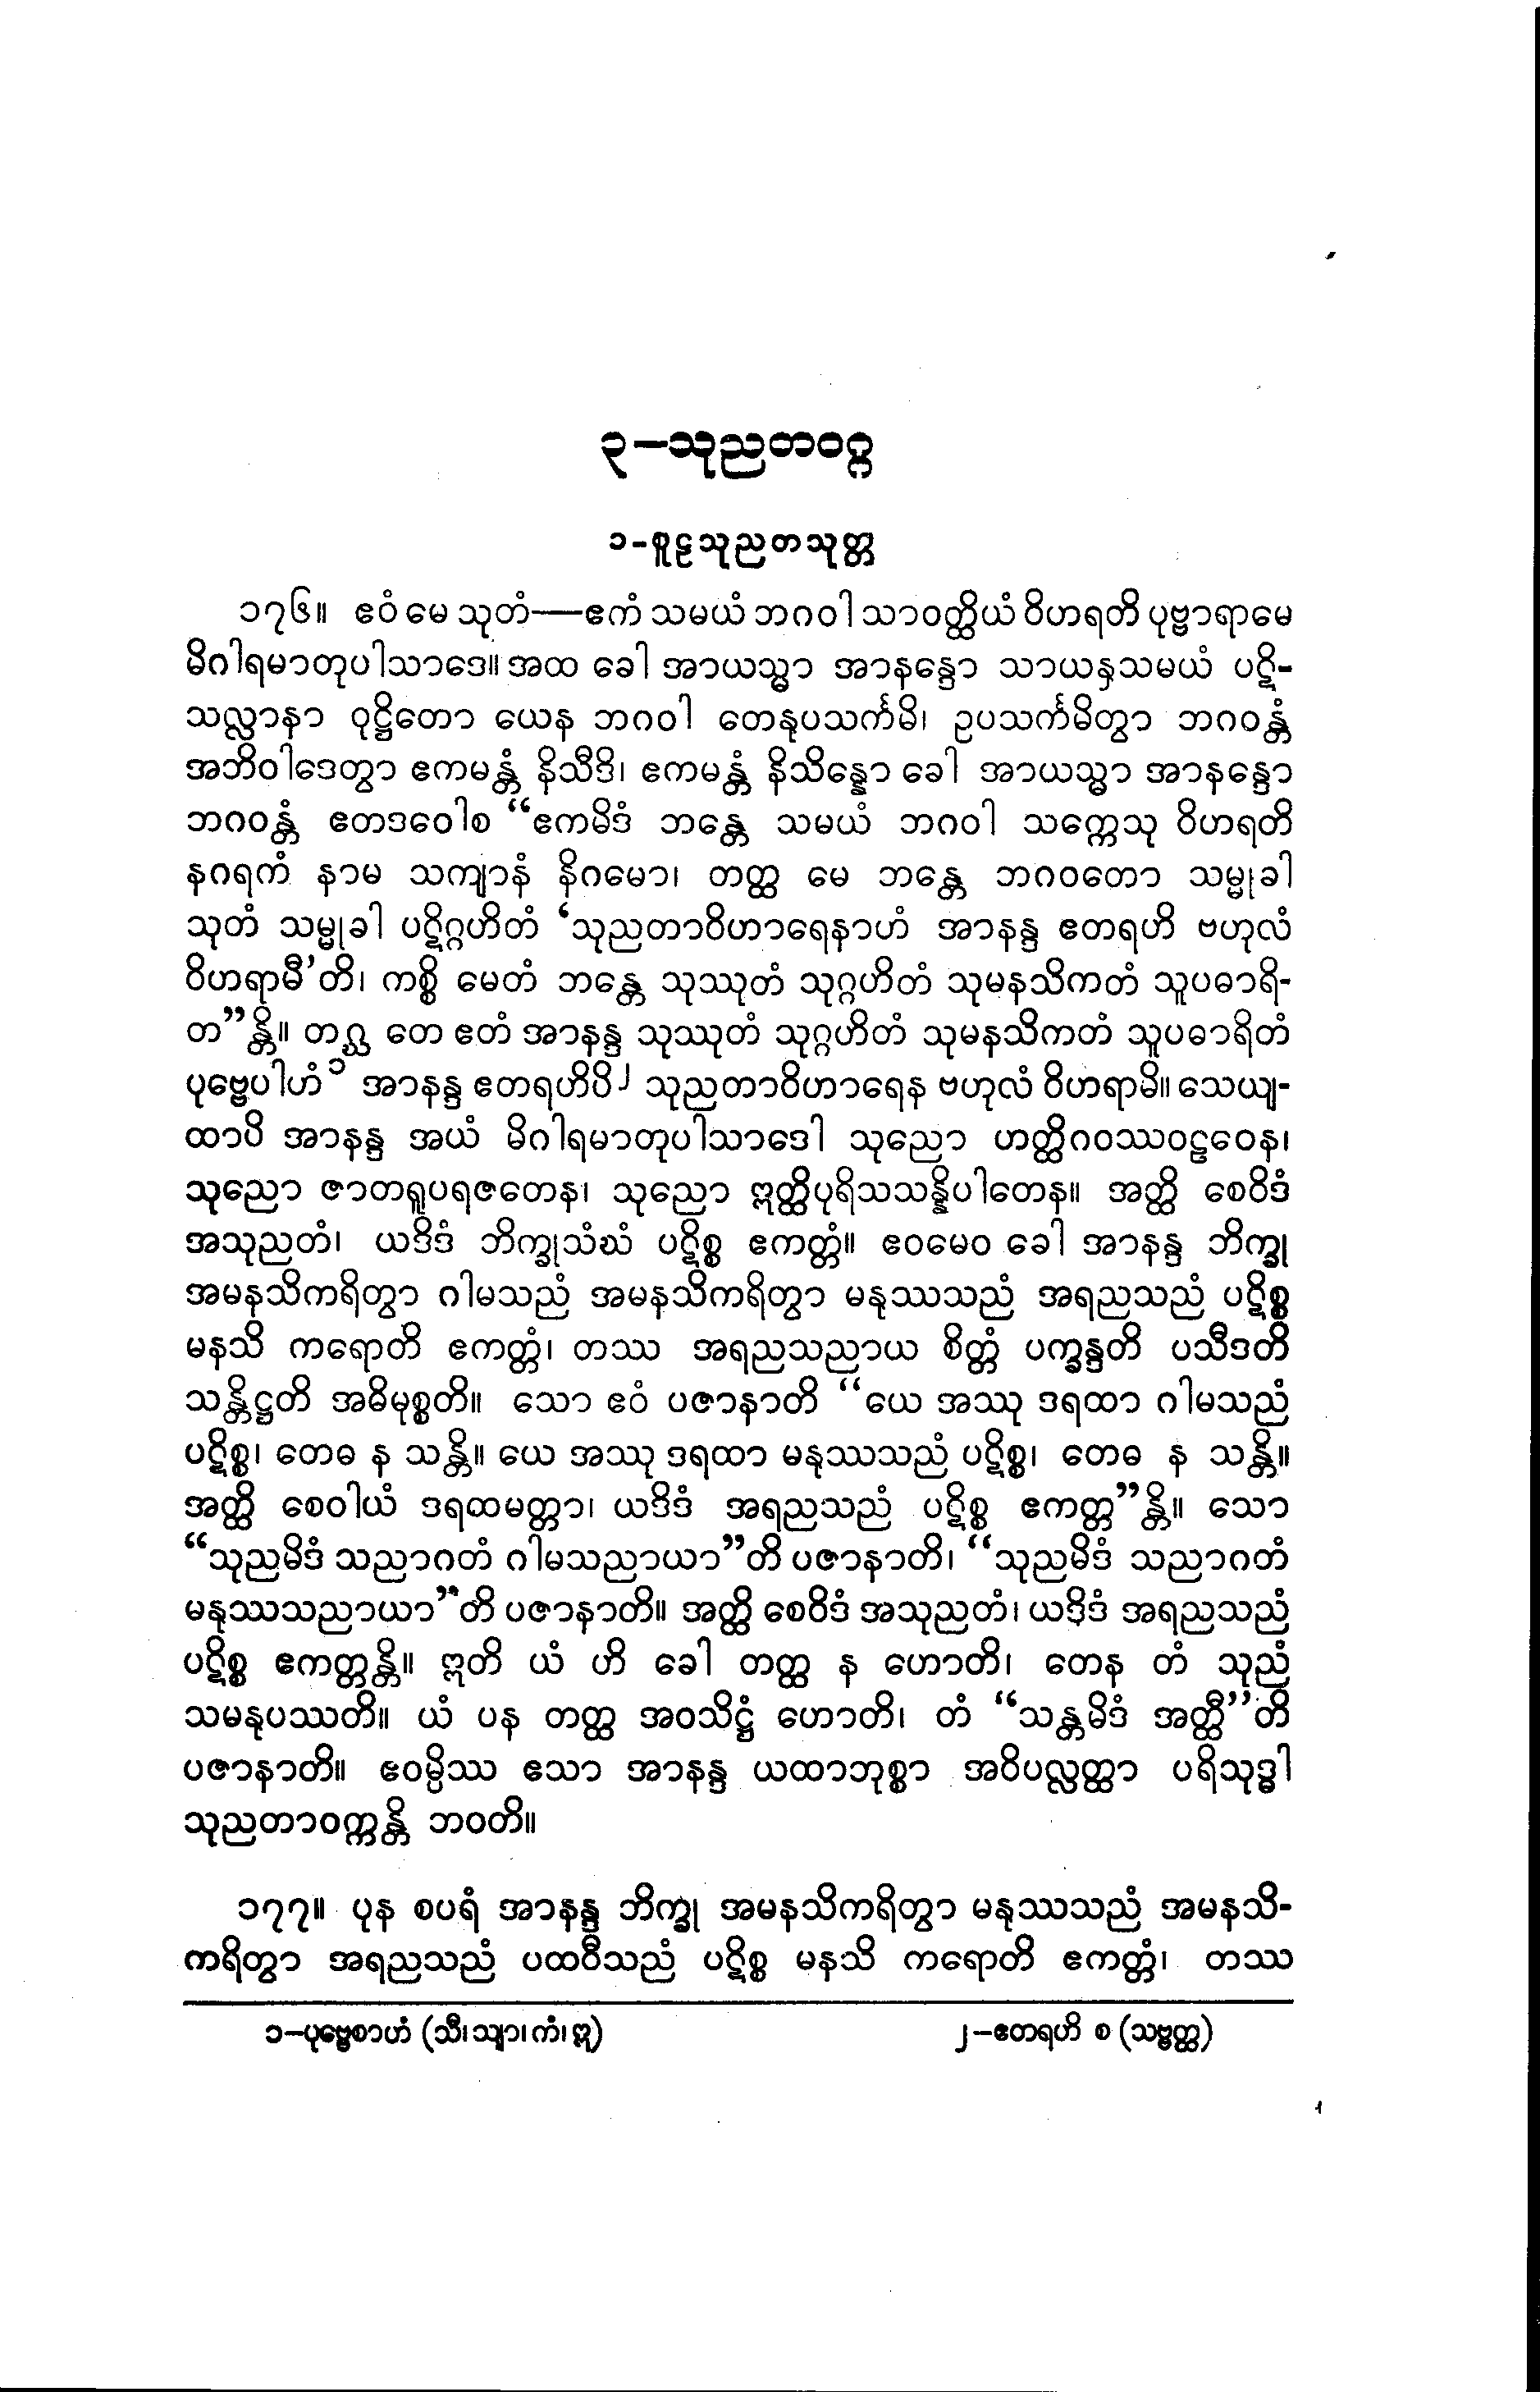 ၃–သုညတဝဂ္ဂ
၁-စူဠသုညတသုတ္တ
၁၇၆။ ဧဝံ မေ သုတံ—ဧကံ သမယံ ဘဂဝါ သာဝတ္ထိယံ ဝိဟရတိ ပုဗ္ဗာရာမေ
မိဂါရမာတုပါသာဒေ။ အထ ခေါ အာယသ္မာ အာနန္ဒော သာယနှသမယံ ပဋိ-
သလ္လာနာ ဝုဋ္ဌိတော ယေန ဘဂဝါ တေနုပသင်္ကမိ၊ ဥပသင်္ကမိတွာ ဘဂဝန္တံ
အဘိဝါဒေတွာ ဧကမန္တံ နိသီဒိ၊ ဧကမန္တံ နိသိန္နော ခေါ အာယသ္မာ အာနန္ဒော
ဘဂဝန္တံ ဧတဒဝေါစ “ဧကမိဒံ ဘန္တေ သမယံ ဘဂဝါ သက္ကေသု ဝိဟရတိ
နဂရကံ နာမ သကျာနံ နိဂမော၊ တတ္ထ မေ ဘန္တေ ဘဂဝတော သမ္မုခါ
သုတံ သမ္မုခါ ပဋိဂ္ဂဟိတံ ‘သုညတာဝိဟာရေနာဟံ အာနန္ဒ ဧတရဟိ ဗဟုလံ
ဝိဟရာမီ’တိ၊ ကစ္စိ မေတံ ဘန္တေ သုဿုတံ သုဂ္ဂဟိတံ သုမနသိကတံ သူပဓာရိ-
တ”န္တိ။ တဂ္ဃ တေ ဧတံ အာနန္ဒ သုဿုတံ သုဂ္ဂဟိတံ သုမနသိကတံ သူပဓာရိတံ
ပုဗ္ဗေပါဟံ၁ အာနန္ဒ ဧတရဟိပိ၂ သုညတာဝိဟာရေန ဗဟုလံ ဝိဟရာမိ။ သေယျ-
ထာပိ အာနန္ဒ အယံ မိဂါရမာတုပါသာဒေါ သုညော ဟတ္ထိဂဝဿဝဠဝေန၊
သုညော ဇာတရူပရဇတေန၊ သုညော ဣတ္ထိပုရိသသန္နိပါတေန။ အတ္ထိ စေဝိဒံ
အသုညတံ၊ ယဒိဒံ ဘိက္ခုသံဃံ ပဋိစ္စ ဧကတ္တံ။ ဧဝမေဝ ခေါ အာနန္ဒ ဘိက္ခု
အမနသိကရိတွာ ဂါမသညံ အမနသိကရိတွာ မနုဿသညံ အရညသညံ ပဋိစ္စ
မနသိ ကရောတိ ဧကတ္တံ၊ တဿ အရညသညာယ စိတ္တံ ပက္ခန္ဒတိ ပသီဒတိ
သန္တိဋ္ဌတိ အဓိမုစ္စတိ။ သော ဧဝံ ပဇာနာတိ “ယေ အဿု ဒရထာ ဂါမသညံ
ပဋိစ္စ၊ တေဓ န သန္တိ။ ယေ အဿု ဒရထာ မနုဿသညံ ပဋိစ္စ၊ တေဓ န သန္တိ။
အတ္ထိ စေဝါယံ ဒရထမတ္တာ၊ ယဒိဒံ အရညသညံ ပဋိစ္စ ဧကတ္တ”န္တိ။ သော
“သုညမိဒံ သညာဂတံ ဂါမသညာယာ”တိ ပဇာနာတိ၊ “သုညမိဒံ သညာဂတံ
မနုဿသညာယာ”တိ ပဇာနာတိ။ အတ္ထိ စေဝိဒံ အသုညတံ၊ ယဒိဒံ အရညသညံ
ပဋိစ္စ ဧကတ္တန္တိ။ ဣတိ ယံ ဟိ ခေါ တတ္ထ န ဟောတိ၊ တေန တံ သုညံ
သမနုပဿတိ။ ယံ ပန တတ္ထ အဝသိဋ္ဌံ ဟောတိ၊ တံ “သန္တမိဒံ အတ္ထီ”တိ
ပဇာနာတိ။ ဧဝမ္ပိဿ ဧသာ အာနန္ဒ ယထာဘုစ္စာ အဝိပလ္လတ္ထာ ပရိသုဒ္ဓါ
သုညတာဝက္ကန္တိ ဘဝတိ။
၁၇၇။ ပုန စပရံ အာနန္ဒ ဘိက္ခု အမနသိကရိတွာ မနုဿသညံ အမနသိ-
ကရိတွာ အရညသညံ ပထဝီသညံ ပဋိစ္စ မနသိ ကရောတိ ဧကတ္တံ၊ တဿ
၁–ပုဗ္ဗေစာဟံ (သီ၊သျာ၊ကံ၊ဣ) ၂–ဧတရဟိ စ (သဗ္ဗတ္ထ)